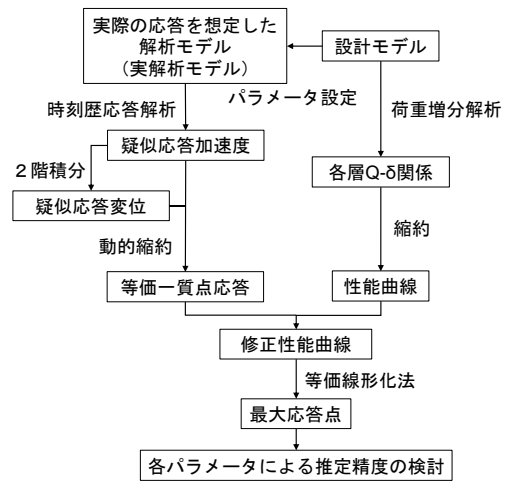 実際の応答を想定した
解析モデル
（実解析モデル）
設計モデル
パラメータ設定
時刻歴応答解析
荷重増分解析
疑似応答加速度
２階積分
各層Q-δ関係
疑似応答変位
動的縮約
縮約
等価一質点応答
性能曲線
修正性能曲線
等価線形化法
最大応答点
各パラメータによる推定精度の検討